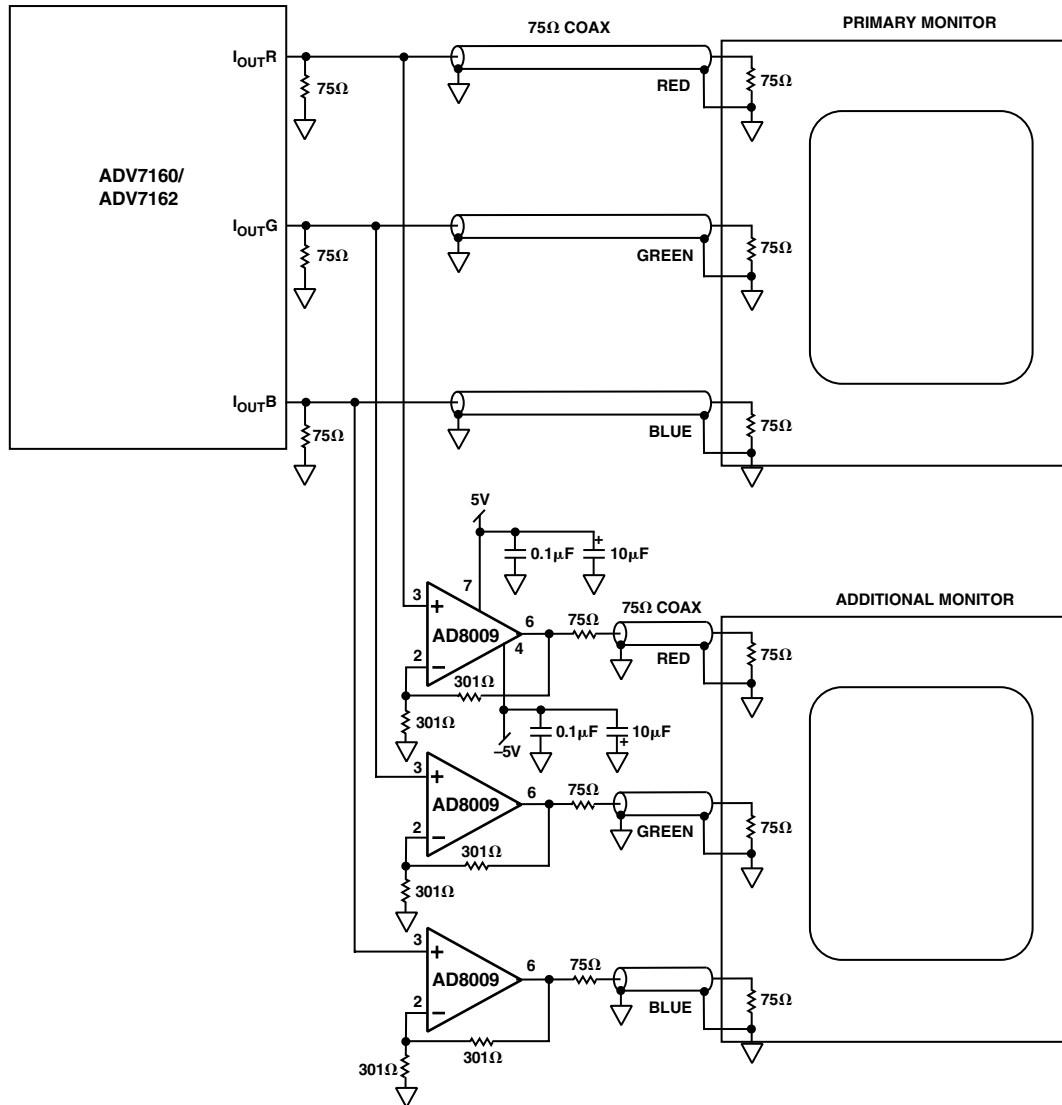 75Ω COAX
PRIMARY MONITOR
IOUTR
75Ω
RED
75Ω
ADV7160/
ADV7162
IOUTG
75Ω
GREEN
75Ω
IOUTB
75Ω
BLUE
75Ω
5V
0.1μF
+
10μF
7
3
+
AD8009
6
4
2
−
301Ω
301Ω
75Ω
75Ω COAX
RED
ADDITIONAL MONITOR
75Ω
−5V
0.1μF
10μF
+
3
+
AD8009
6
2
−
301Ω
301Ω
75Ω
GREEN
75Ω
3
+
AD8009
6
2
−
301Ω
301Ω
75Ω
BLUE
75Ω